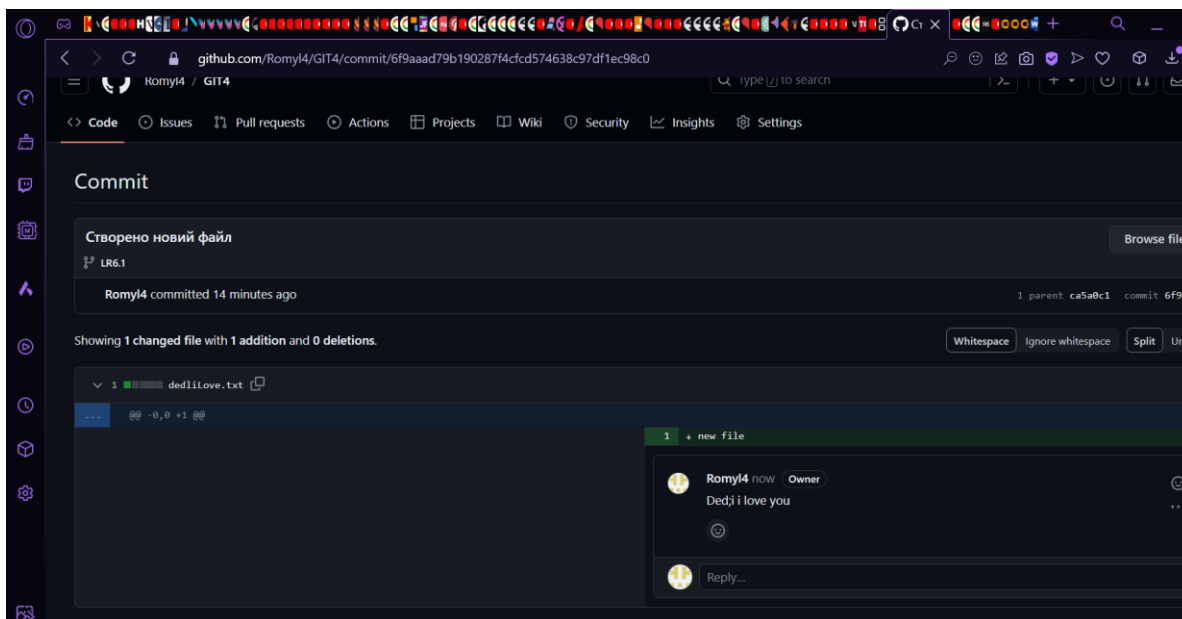 github.com/Romyl4/GIT4/commit/6f9aaad79b190287f4cfcd574638c97df1ec98c0
Romyl4 / GIT4
Type / to search
Code Issues Pull requests Actions Projects Wiki Security Insights Settings
Commit
Створено новий файл
Browse file
LR6.1
Romyl4 committed 14 minutes ago
1 parent ca5a0c1 commit 6f9
Showing 1 changed file with 1 addition and 0 deletions.
Whitespace Ignore whitespace Split
1 dedliLove.txt
... @@ -0,0 +1 @@
1 + new file
Romyl4 now Owner
Ded;i i love you
Reply...